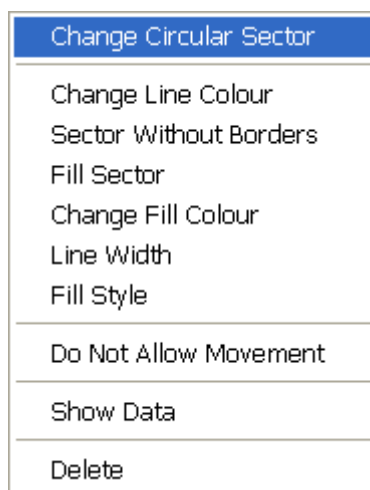 Change Circular Sector
Change Line Colour
Sector Without Borders
Fill Sector
Change Fill Colour
Line Width
Fill Style
Do Not Allow Movement
Show Data
Delete